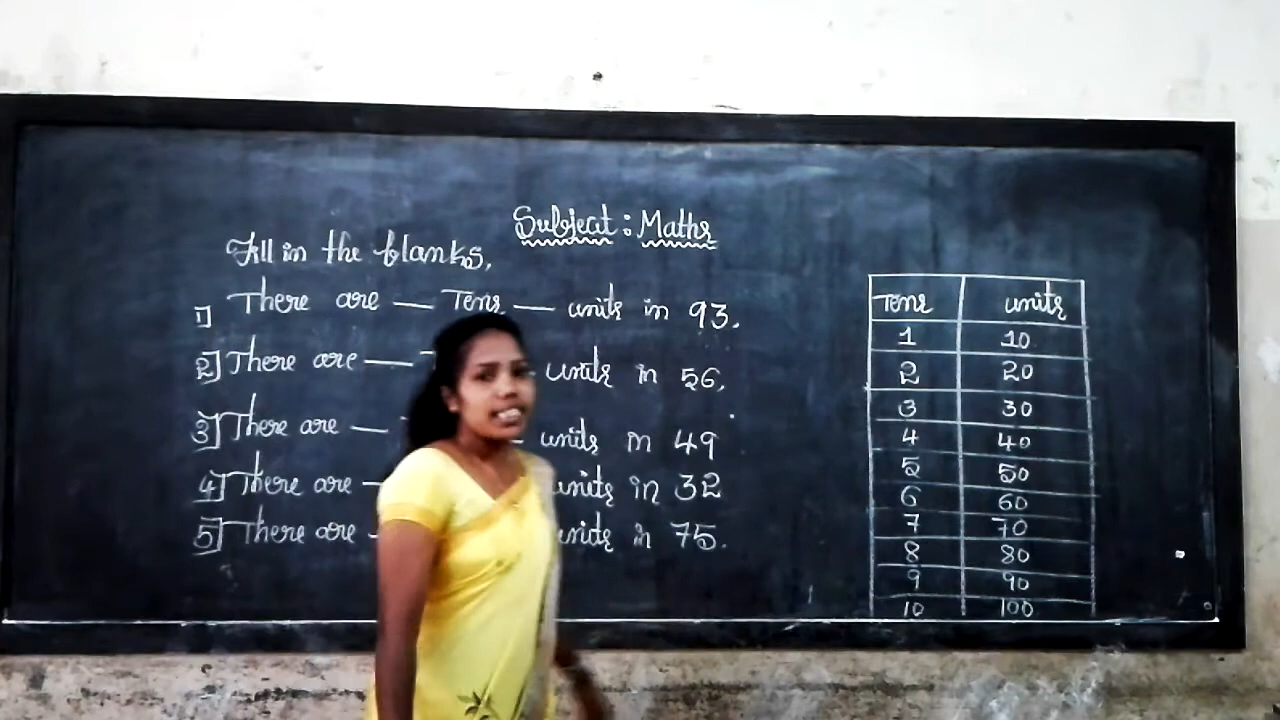 Subject : Maths
Fill in the blanks,
1] There are — Tens — units in 93.
2] There are — units in 56.
3] There are — units in 49
4] There are — units in 32
5] There are — units in 75.
Tens units
1 10
2 20
3 30
4 40
5 50
6 60
7 70
8 80
9 90
10 100